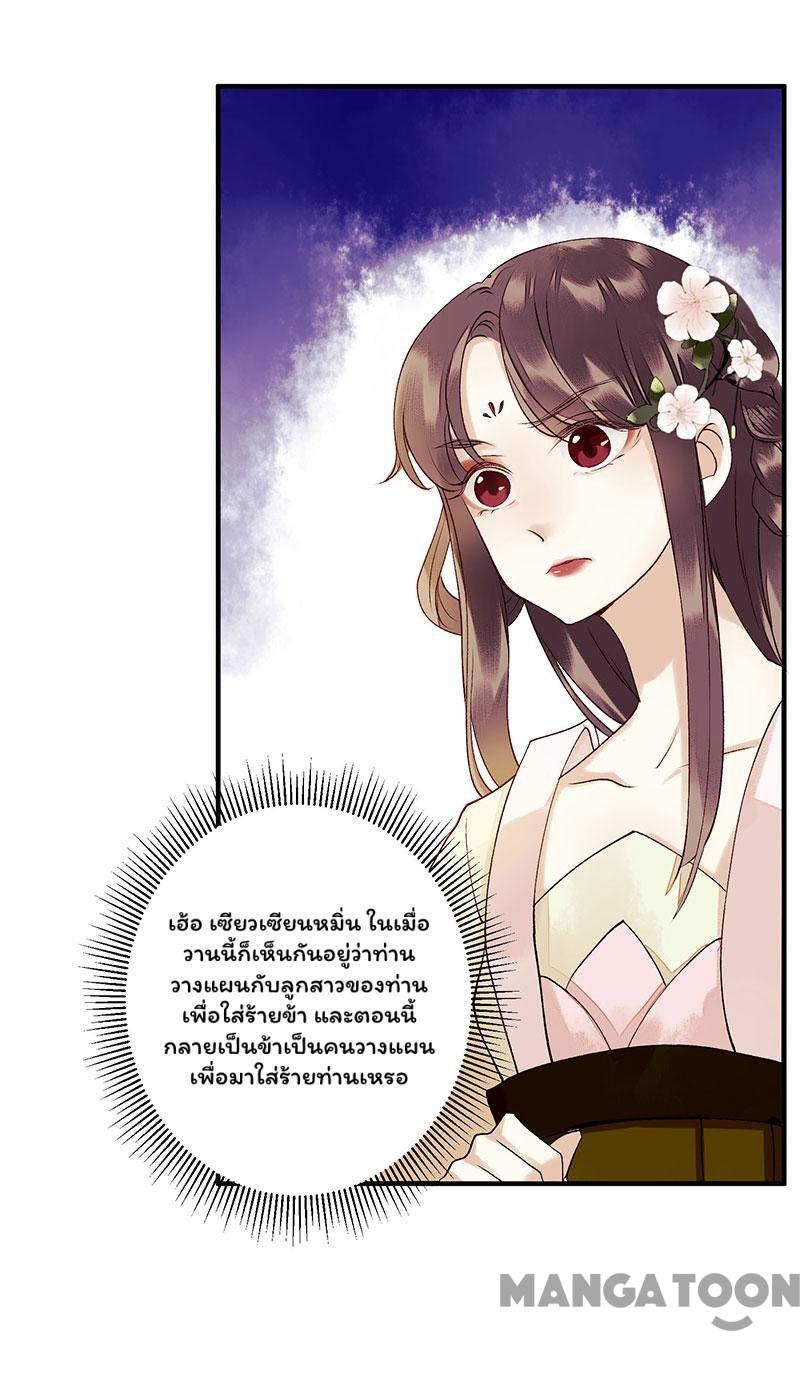 เฮ้อ เซียวเซียนหมิ่น ในเมื่อ
วานนี้ก็เห็นกันอยู่ว่าท่าน
วางแผนกับลูกสาวของท่าน
เพื่อใส่ร้ายข้า และตอนนี้
กลายเป็นข้าเป็นคนวางแผน
เพื่อมาใส่ร้ายท่านเหรอ
MANGATOON